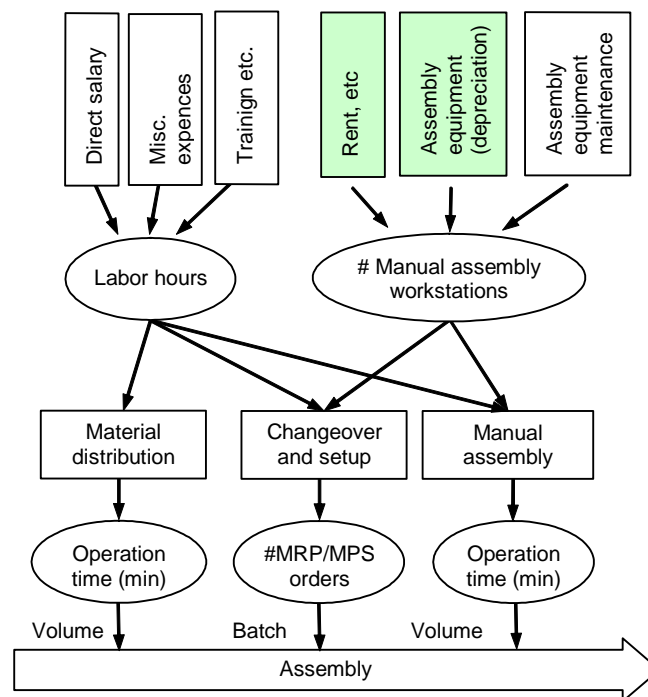 Direct salary
Misc.
expences
Trainign etc.
Rent, etc
Assembly
equipment
(depreciation)
Assembly
equipment
maintenance
Labor hours
# Manual assembly
workstations
Material
distribution
Changeover
and setup
Manual
assembly
Operation
time (min)
#MRP/MPS
orders
Operation
time (min)
Volume
Batch
Volume
Assembly